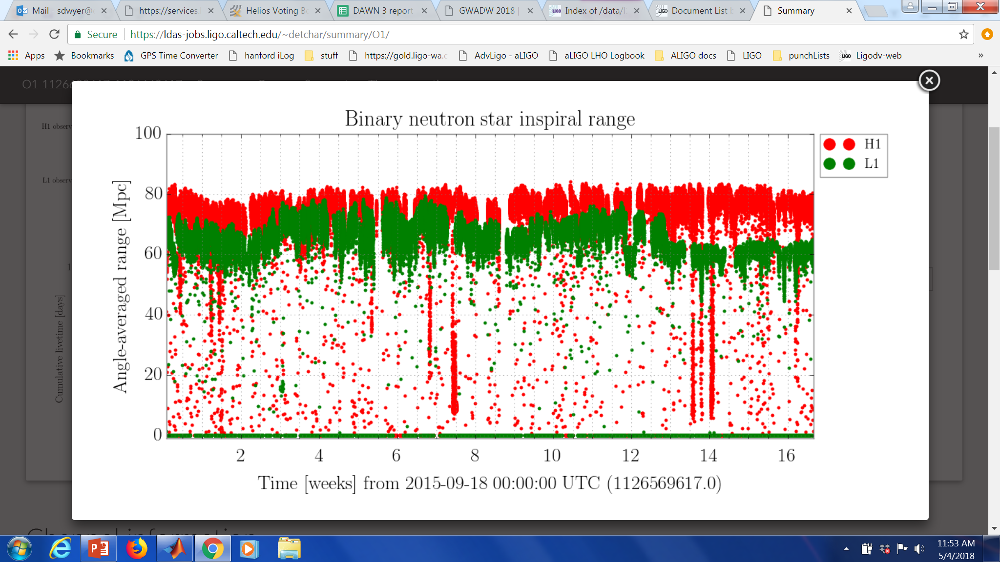 Mail - sdwyer@
https://services.l
Helios Voting Bo
DAWN 3 report
GWADW 2018 |
Index of /data/l
Document List b
Summary
Secure https://ldas-jobs.ligo.caltech.edu/~detchar/summary/O1/
Apps Bookmarks GPS Time Converter hanford iLog stuff https://gold.ligo-wa.c AdvLigo - aLIGO aLIGO LHO Logbook ALIGO docs LIGO punchLists Ligodv-web »
O1 1126
H1 observ
L1 observ
1
Cumulative livetime [days]
Binary neutron star inspiral range
H1
L1
Angle-averaged range [Mpc]
100
80
60
40
20
0
2 4 6 8 10 12 14 16
Time [weeks] from 2015-09-18 00:00:00 UTC (1126569617.0)
Channel information
11:53 AM
5/4/2018